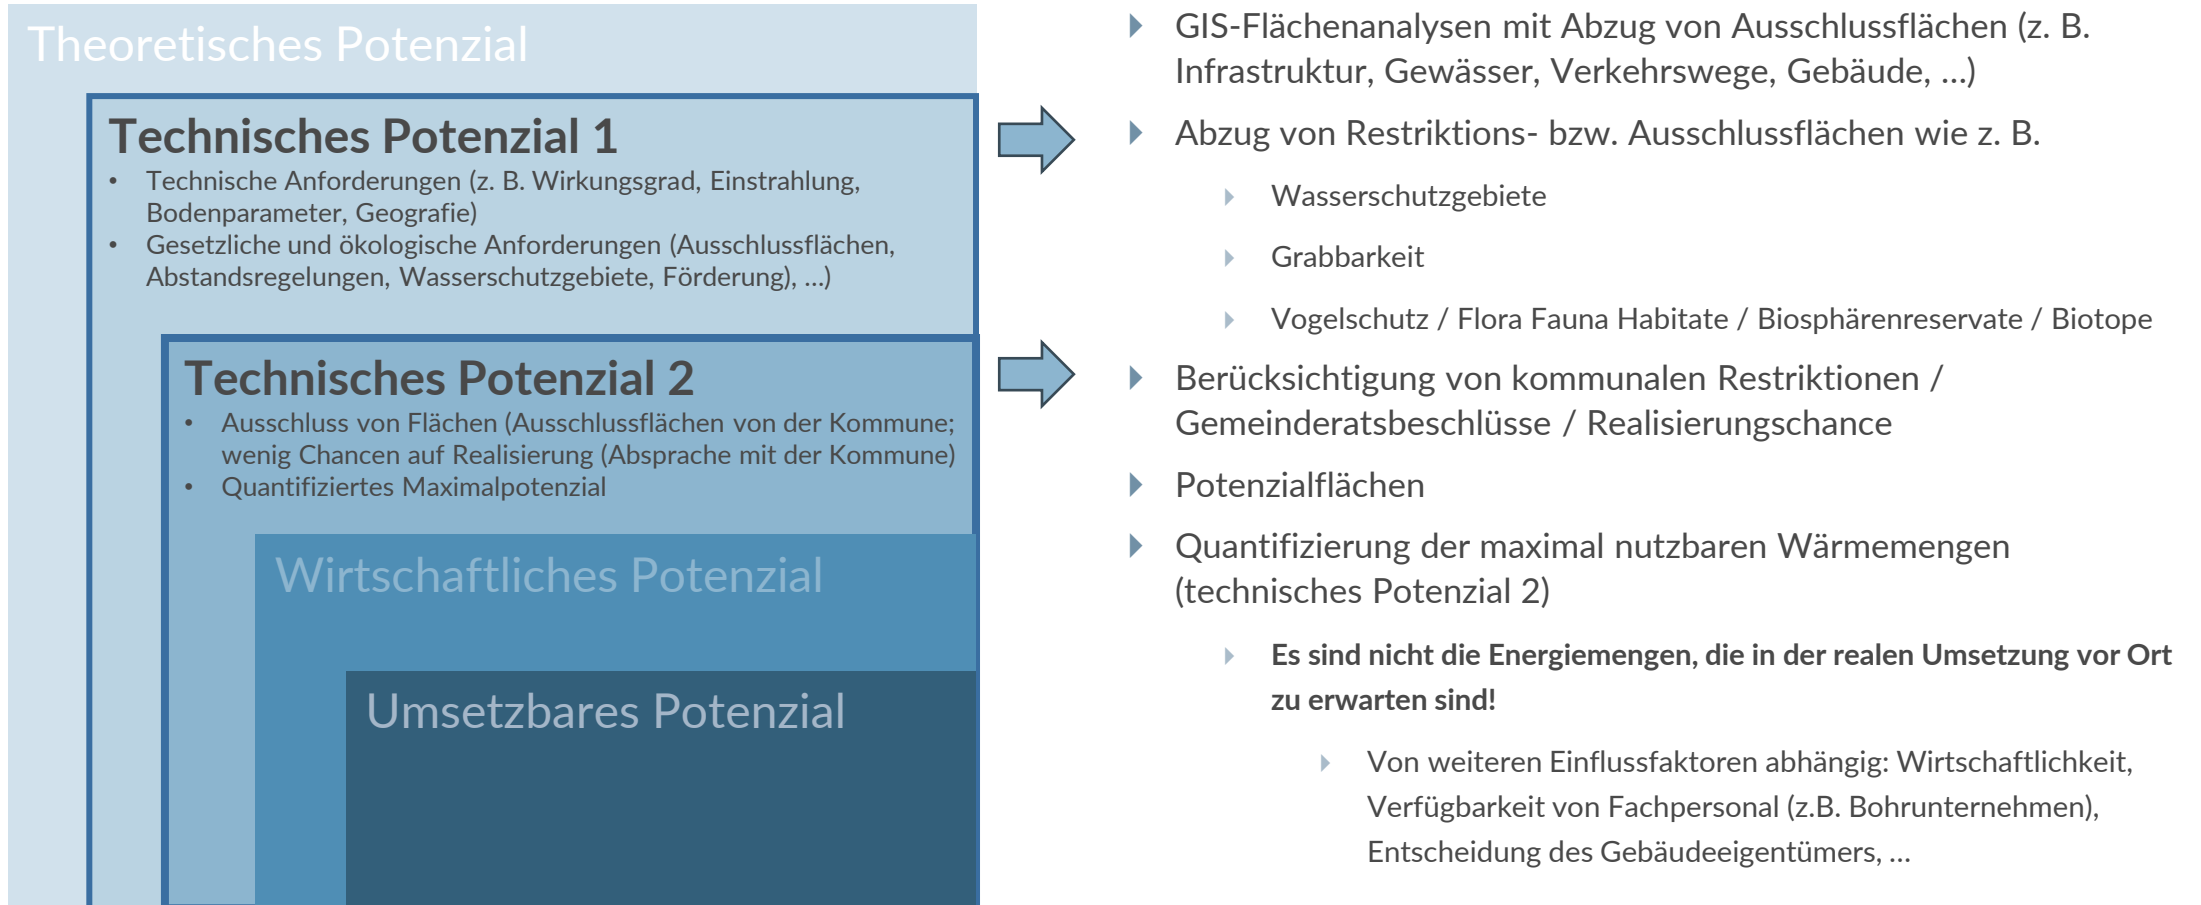 Theoretisches Potenzial
Technisches Potenzial 1
• Technische Anforderungen (z. B. Wirkungsgrad, Einstrahlung,
Bodenparameter, Geografie)
• Gesetzliche und ökologische Anforderungen (Ausschlussflächen,
Abstandsregelungen, Wasserschutzgebiete, Förderung), ...)
Technisches Potenzial 2
• Ausschluss von Flächen (Ausschlussflächen von der Kommune;
wenig Chancen auf Realisierung (Absprache mit der Kommune)
• Quantifiziertes Maximalpotenzial
Wirtschaftliches Potenzial
Umsetzbares Potenzial
GIS-Flächenanalysen mit Abzug von Ausschlussflächen (z. B.
Infrastruktur, Gewässer, Verkehrswege, Gebäude, ...)
Abzug von Restriktions- bzw. Ausschlussflächen wie z. B.
Wasserschutzgebiete
Grabbarkeit
Vogelschutz / Flora Fauna Habitate / Biosphärenreservate / Biotope
Berücksichtigung von kommunalen Restriktionen /
Gemeinderatsbeschlüsse / Realisierungschance
Potenzialflächen
Quantifizierung der maximal nutzbaren Wärmemengen
(technisches Potenzial 2)
Es sind nicht die Energiemengen, die in der realen Umsetzung vor Ort
zu erwarten sind!
Von weiteren Einflussfaktoren abhängig: Wirtschaftlichkeit,
Verfügbarkeit von Fachpersonal (z.B. Bohrunternehmen),
Entscheidung des Gebäudeeigentümers, ...